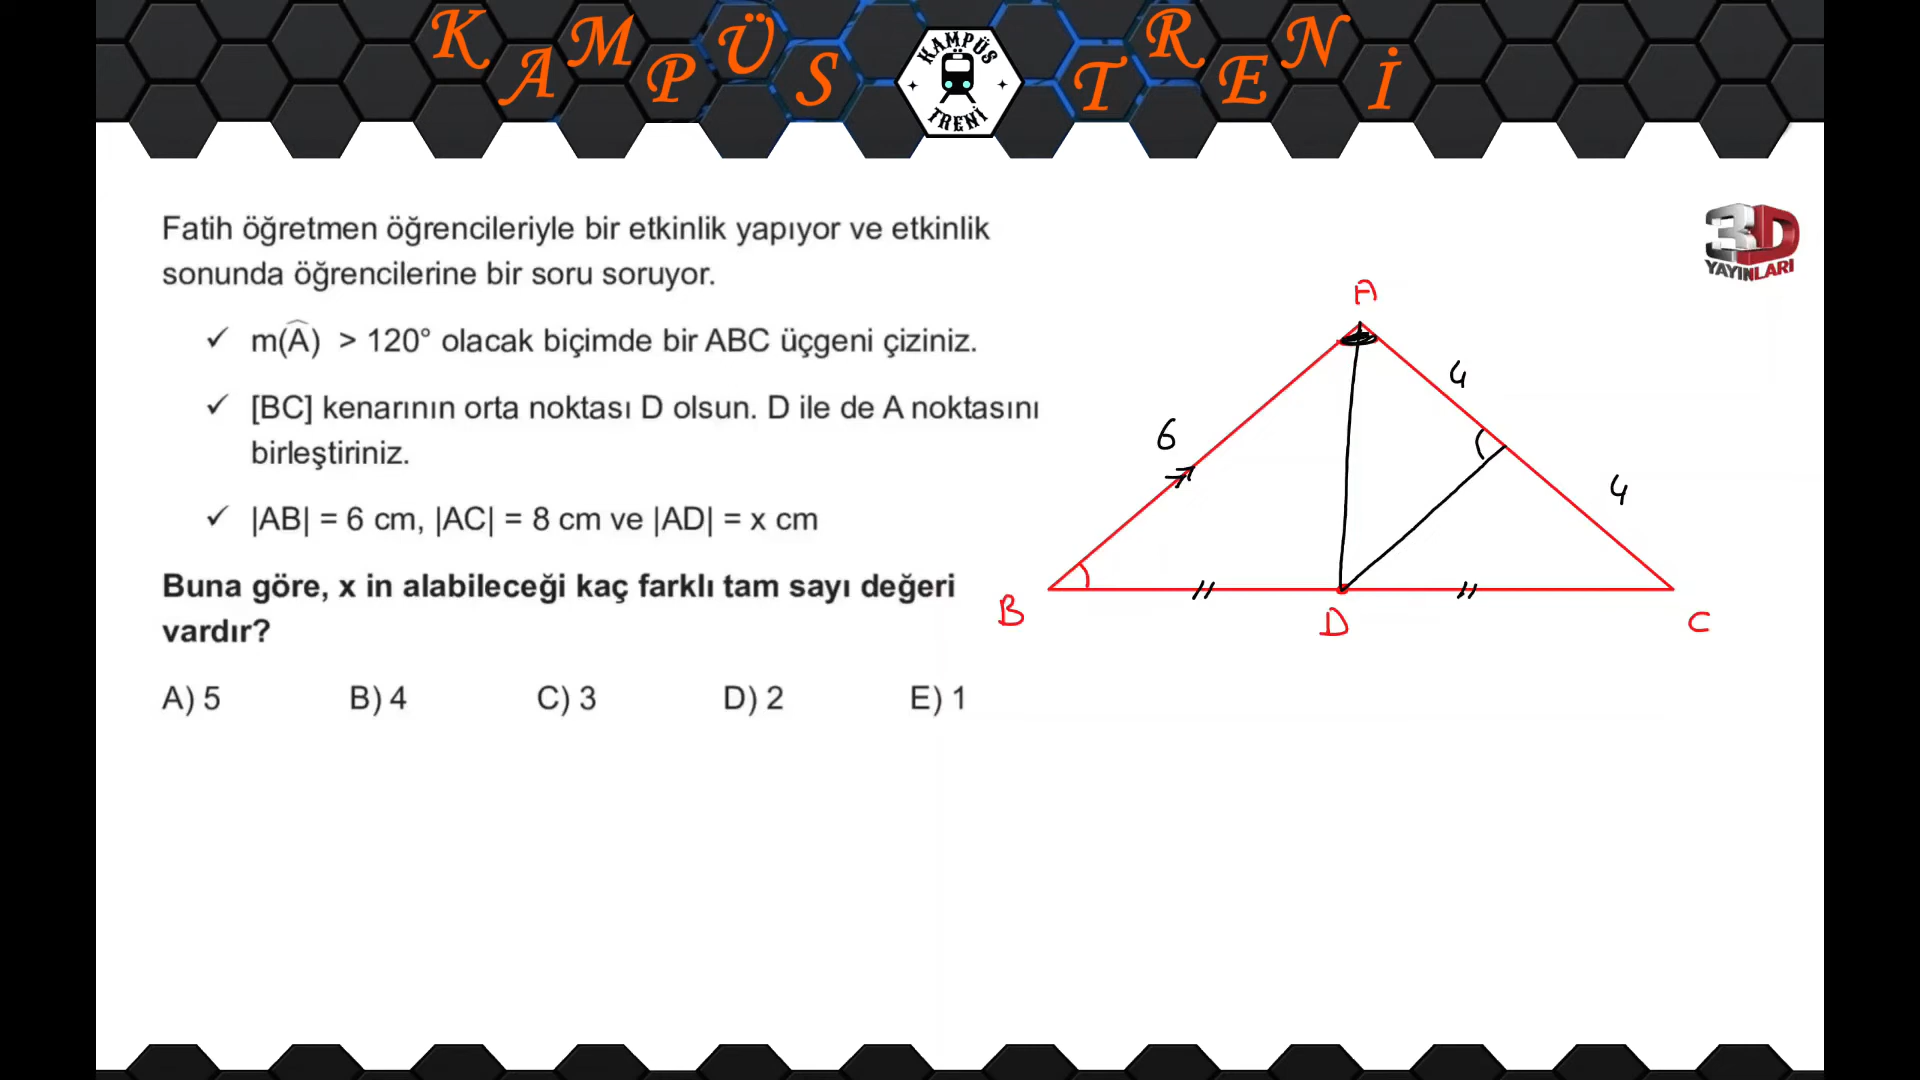 KAMPÜS TRENİ
KAMPÜS
TRENİ
3D
YAYINLARI
Fatih öğretmen öğrencileriyle bir etkinlik yapıyor ve etkinlik
sonunda öğrencilerine bir soru soruyor.
✓ m(Â) > 120° olacak biçimde bir ABC üçgeni çiziniz.
✓ [BC] kenarının orta noktası D olsun. D ile de A noktasını
birleştiriniz.
✓ |AB| = 6 cm, |AC| = 8 cm ve |AD| = x cm
Buna göre, x in alabileceği kaç farklı tam sayı değeri
vardır?
A) 5 B) 4 C) 3 D) 2 E) 1
A
4
6
4
B
D
C